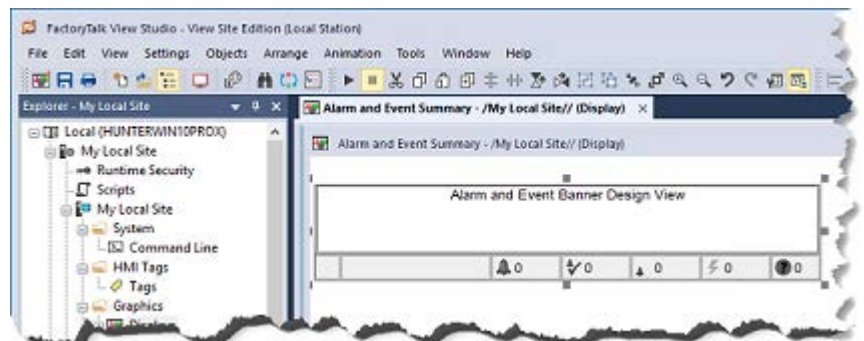 FactoryTalk View Studio - View Site Edition (Local Station)
File Edit View Settings Objects Arrange Animation Tools Window Help
Explorer - My Local Site
Alarm and Event Summary - /My Local Site// (Display)
Local (HUNTERWIN10PROX)
Alarm and Event Summary - /My Local Site// (Display)
My Local Site
Runtime Security
Scripts
Alarm and Event Banner Design View
My Local Site
System
Command Line
0 0 0 0 0
HMI Tags
Tags
Graphics